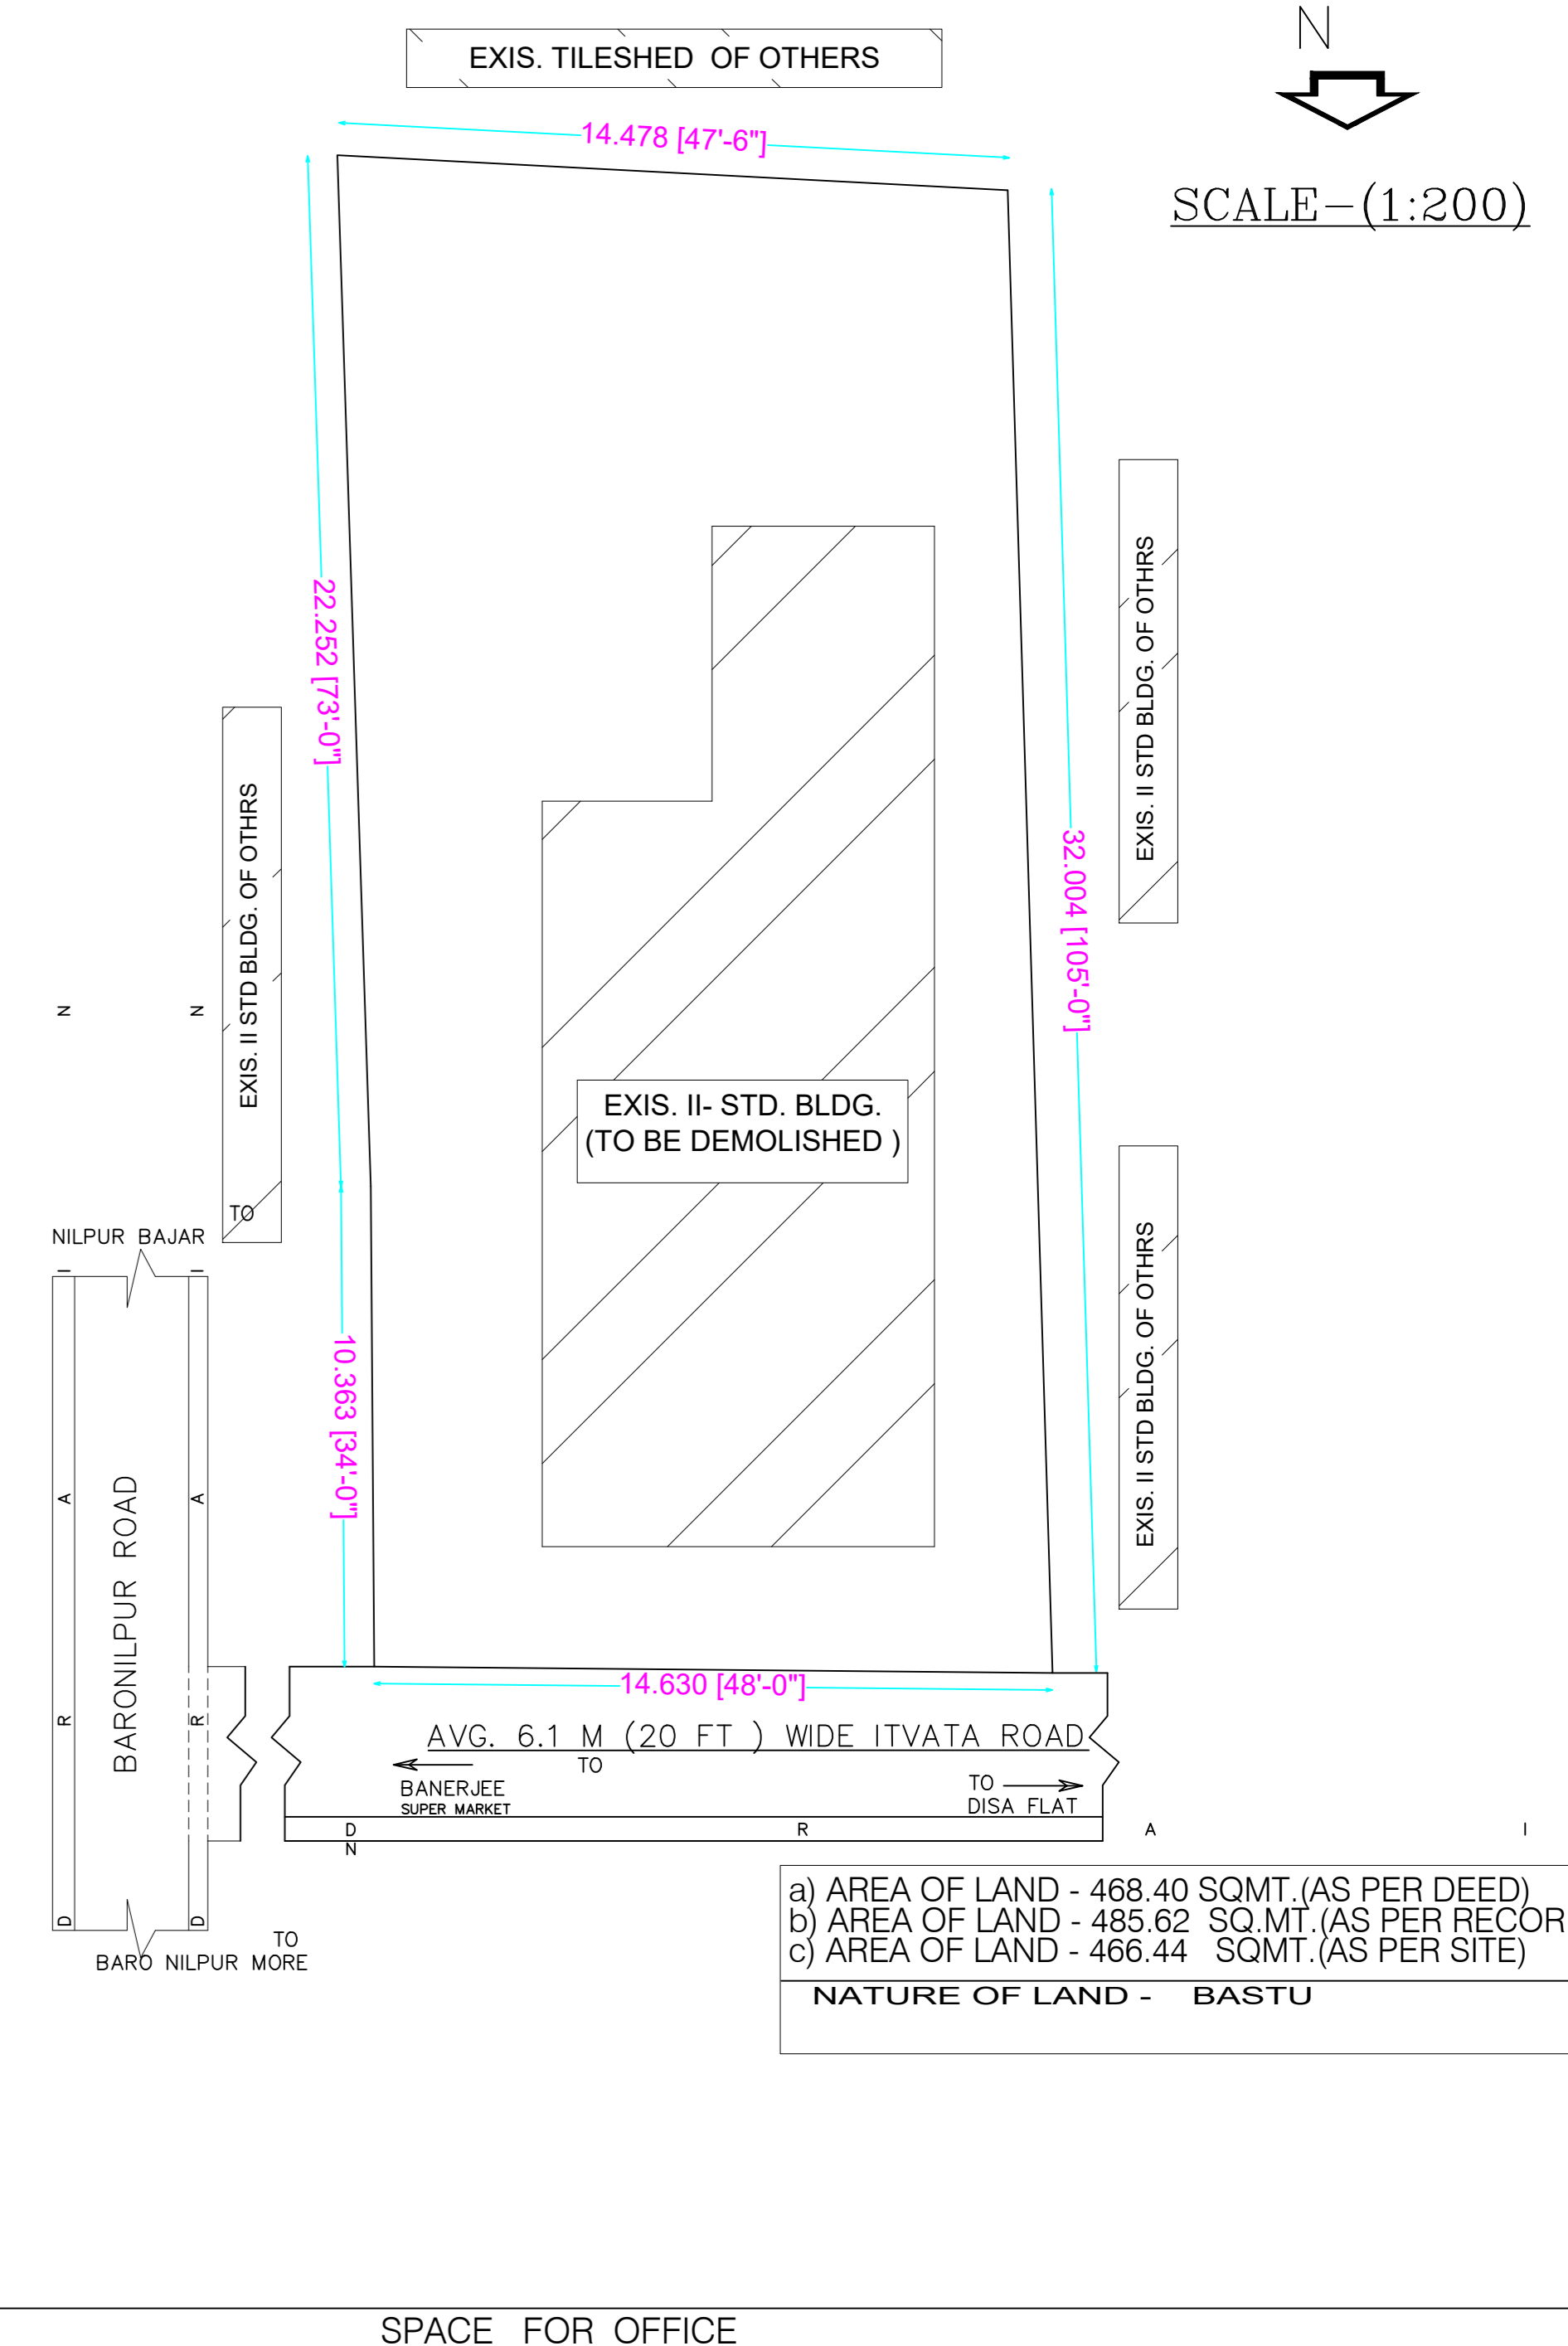 N
EXIS. TILESHED OF OTHERS
14.478 [47'-6"]
SCALE-(1:200)
22.252 [73'-0"]
32.004 [105'-0"]
EXIS. II STD BLDG. OF OTHRS
EXIS. II STD BLDG. OF OTHRS
N
N
EXIS. II- STD. BLDG.
(TO BE DEMOLISHED )
TO
NILPUR BAJAR
I
I
10.363 [34'-0"]
EXIS. II STD BLDG. OF OTHRS
A
A
BARONILPUR ROAD
R
R
14.630 [48'-0"]
AVG. 6.1 M (20 FT ) WIDE ITVATA ROAD
TO
BANERJEE
SUPER MARKET
TO
DISA FLAT
D
R
A
I
N
D
D
TO
BARO NILPUR MORE
a) AREA OF LAND - 468.40 SQMT.(AS PER DEED)
b) AREA OF LAND - 485.62 SQ.MT.(AS PER RECOR
c) AREA OF LAND - 466.44 SQMT.(AS PER SITE)
NATURE OF LAND - BASTU
SPACE FOR OFFICE